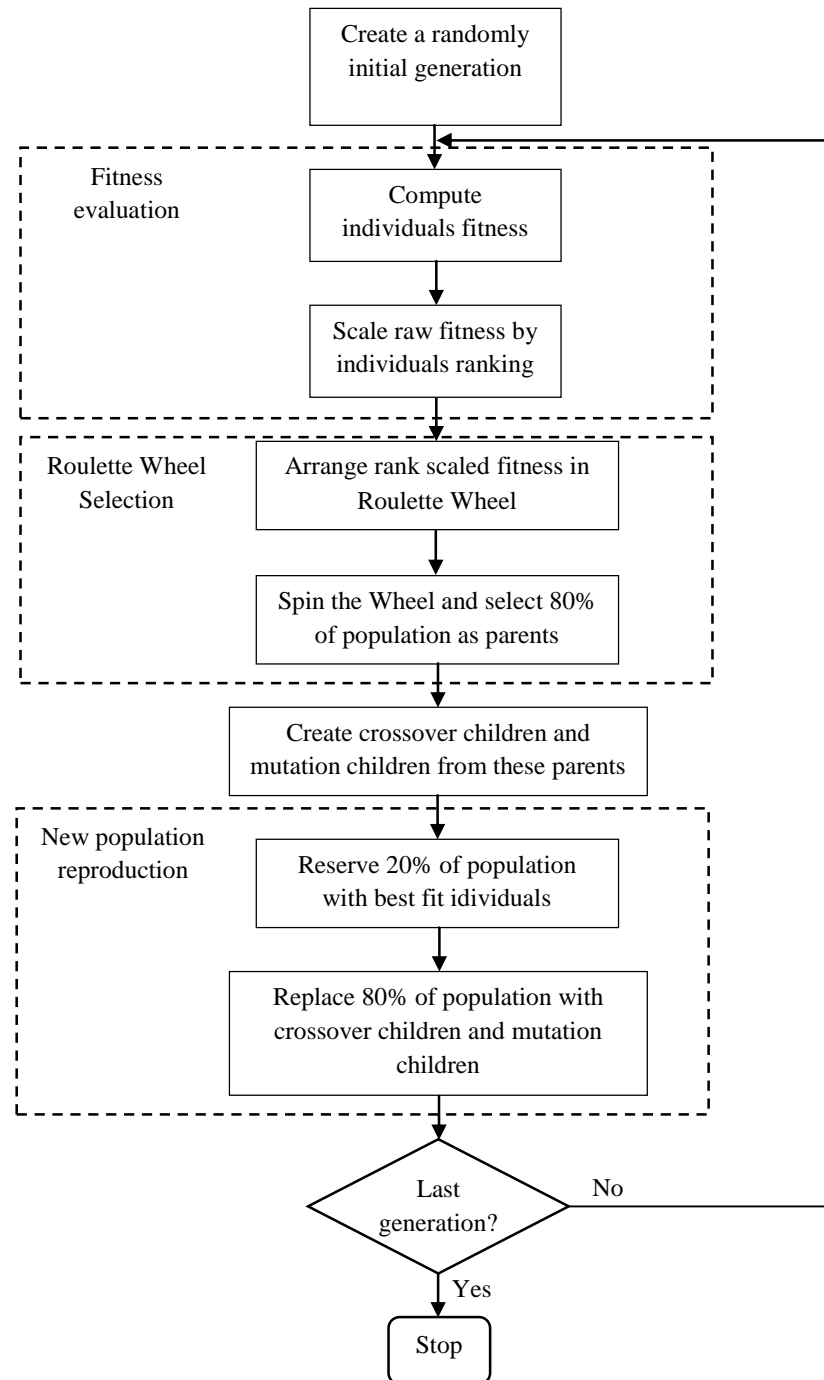 Create a randomly
initial generation
Fitness
evaluation
Compute
individuals fitness
Scale raw fitness by
individuals ranking
Roulette Wheel
Selection
Arrange rank scaled fitness in
Roulette Wheel
Spin the Wheel and select 80%
of population as parents
Create crossover children and
mutation children from these parents
New population
reproduction
Reserve 20% of population
with best fit idividuals
Replace 80% of population with
crossover children and mutation
children
Last
generation?
No
Yes
Stop